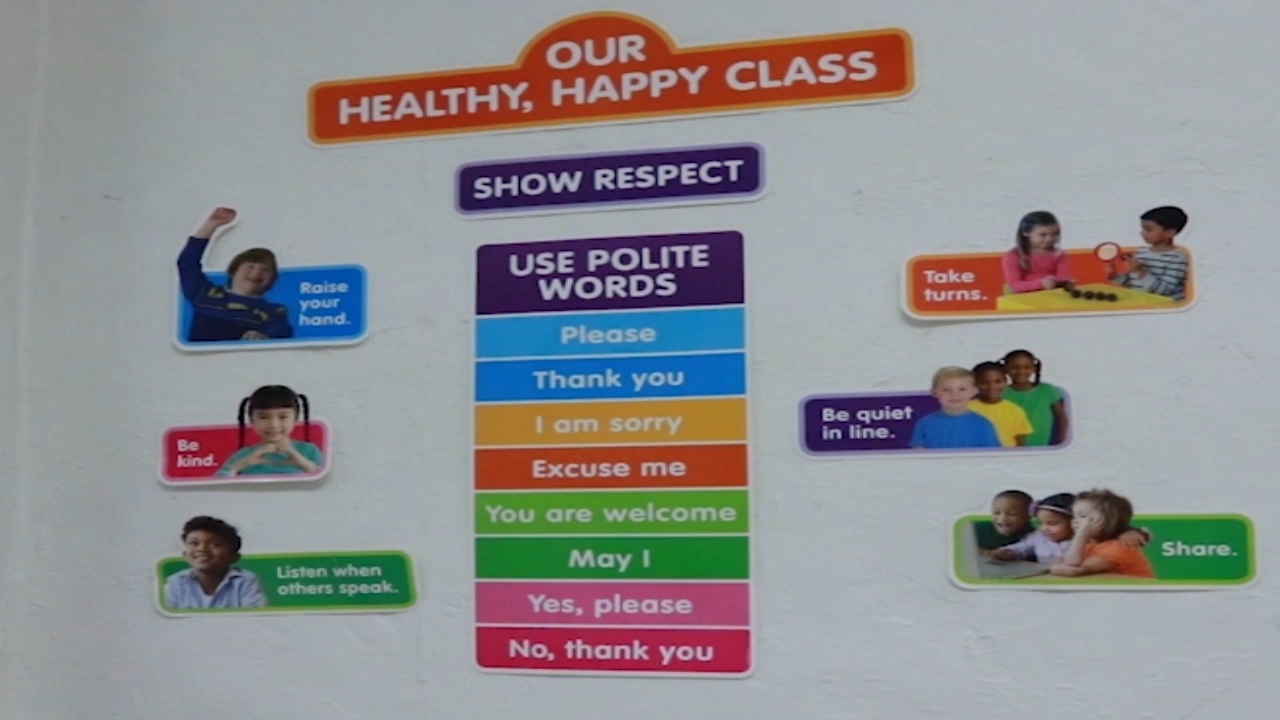 OUR
HEALTHY, HAPPY CLASS
SHOW RESPECT
USE POLITE
WORDS
Please
Thank you
I am sorry
Excuse me
You are welcome
May I
Yes, please
No, thank you
Raise
your
hand.
Be
kind.
Listen when
others speak.
Take
turns.
Be quiet
in line.
Share.